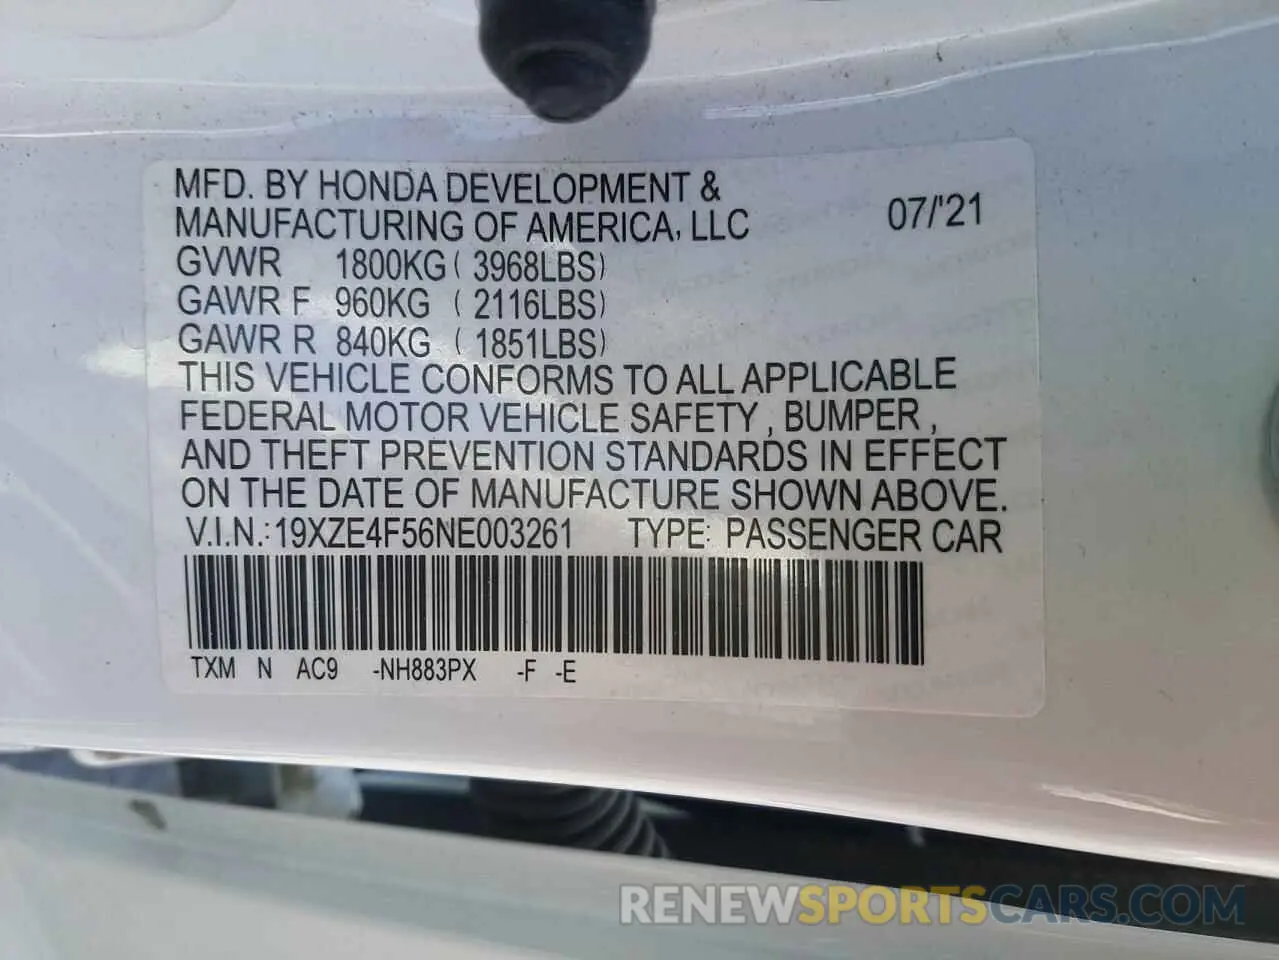 MFD. BY HONDA DEVELOPMENT &
MANUFACTURING OF AMERICA, LLC 07/'21
GVWR 1800KG ( 3968LBS)
GAWR F 960KG ( 2116LBS)
GAWR R 840KG ( 1851LBS)
THIS VEHICLE CONFORMS TO ALL APPLICABLE
FEDERAL MOTOR VEHICLE SAFETY , BUMPER ,
AND THEFT PREVENTION STANDARDS IN EFFECT
ON THE DATE OF MANUFACTURE SHOWN ABOVE.
V.I.N.:19XZE4F56NE003261 TYPE: PASSENGER CAR
TXM N AC9 -NH883PX -F -E
RENEWSPORTSCARS.COM